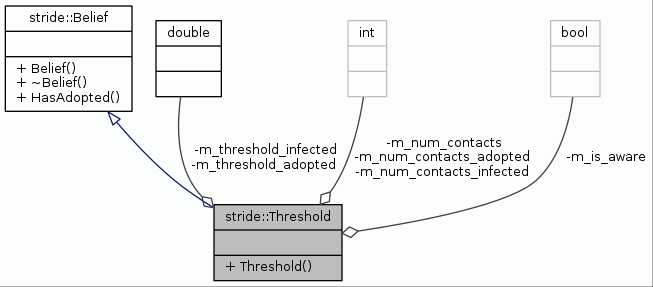 stride::Belief
+ Belief()
+ ~Belief()
+ HasAdopted()
double
int
bool
-m_threshold_infected
-m_threshold_adopted
-m_num_contacts
-m_num_contacts_adopted
-m_num_contacts_infected
-m_is_aware
stride::Threshold
+ Threshold()